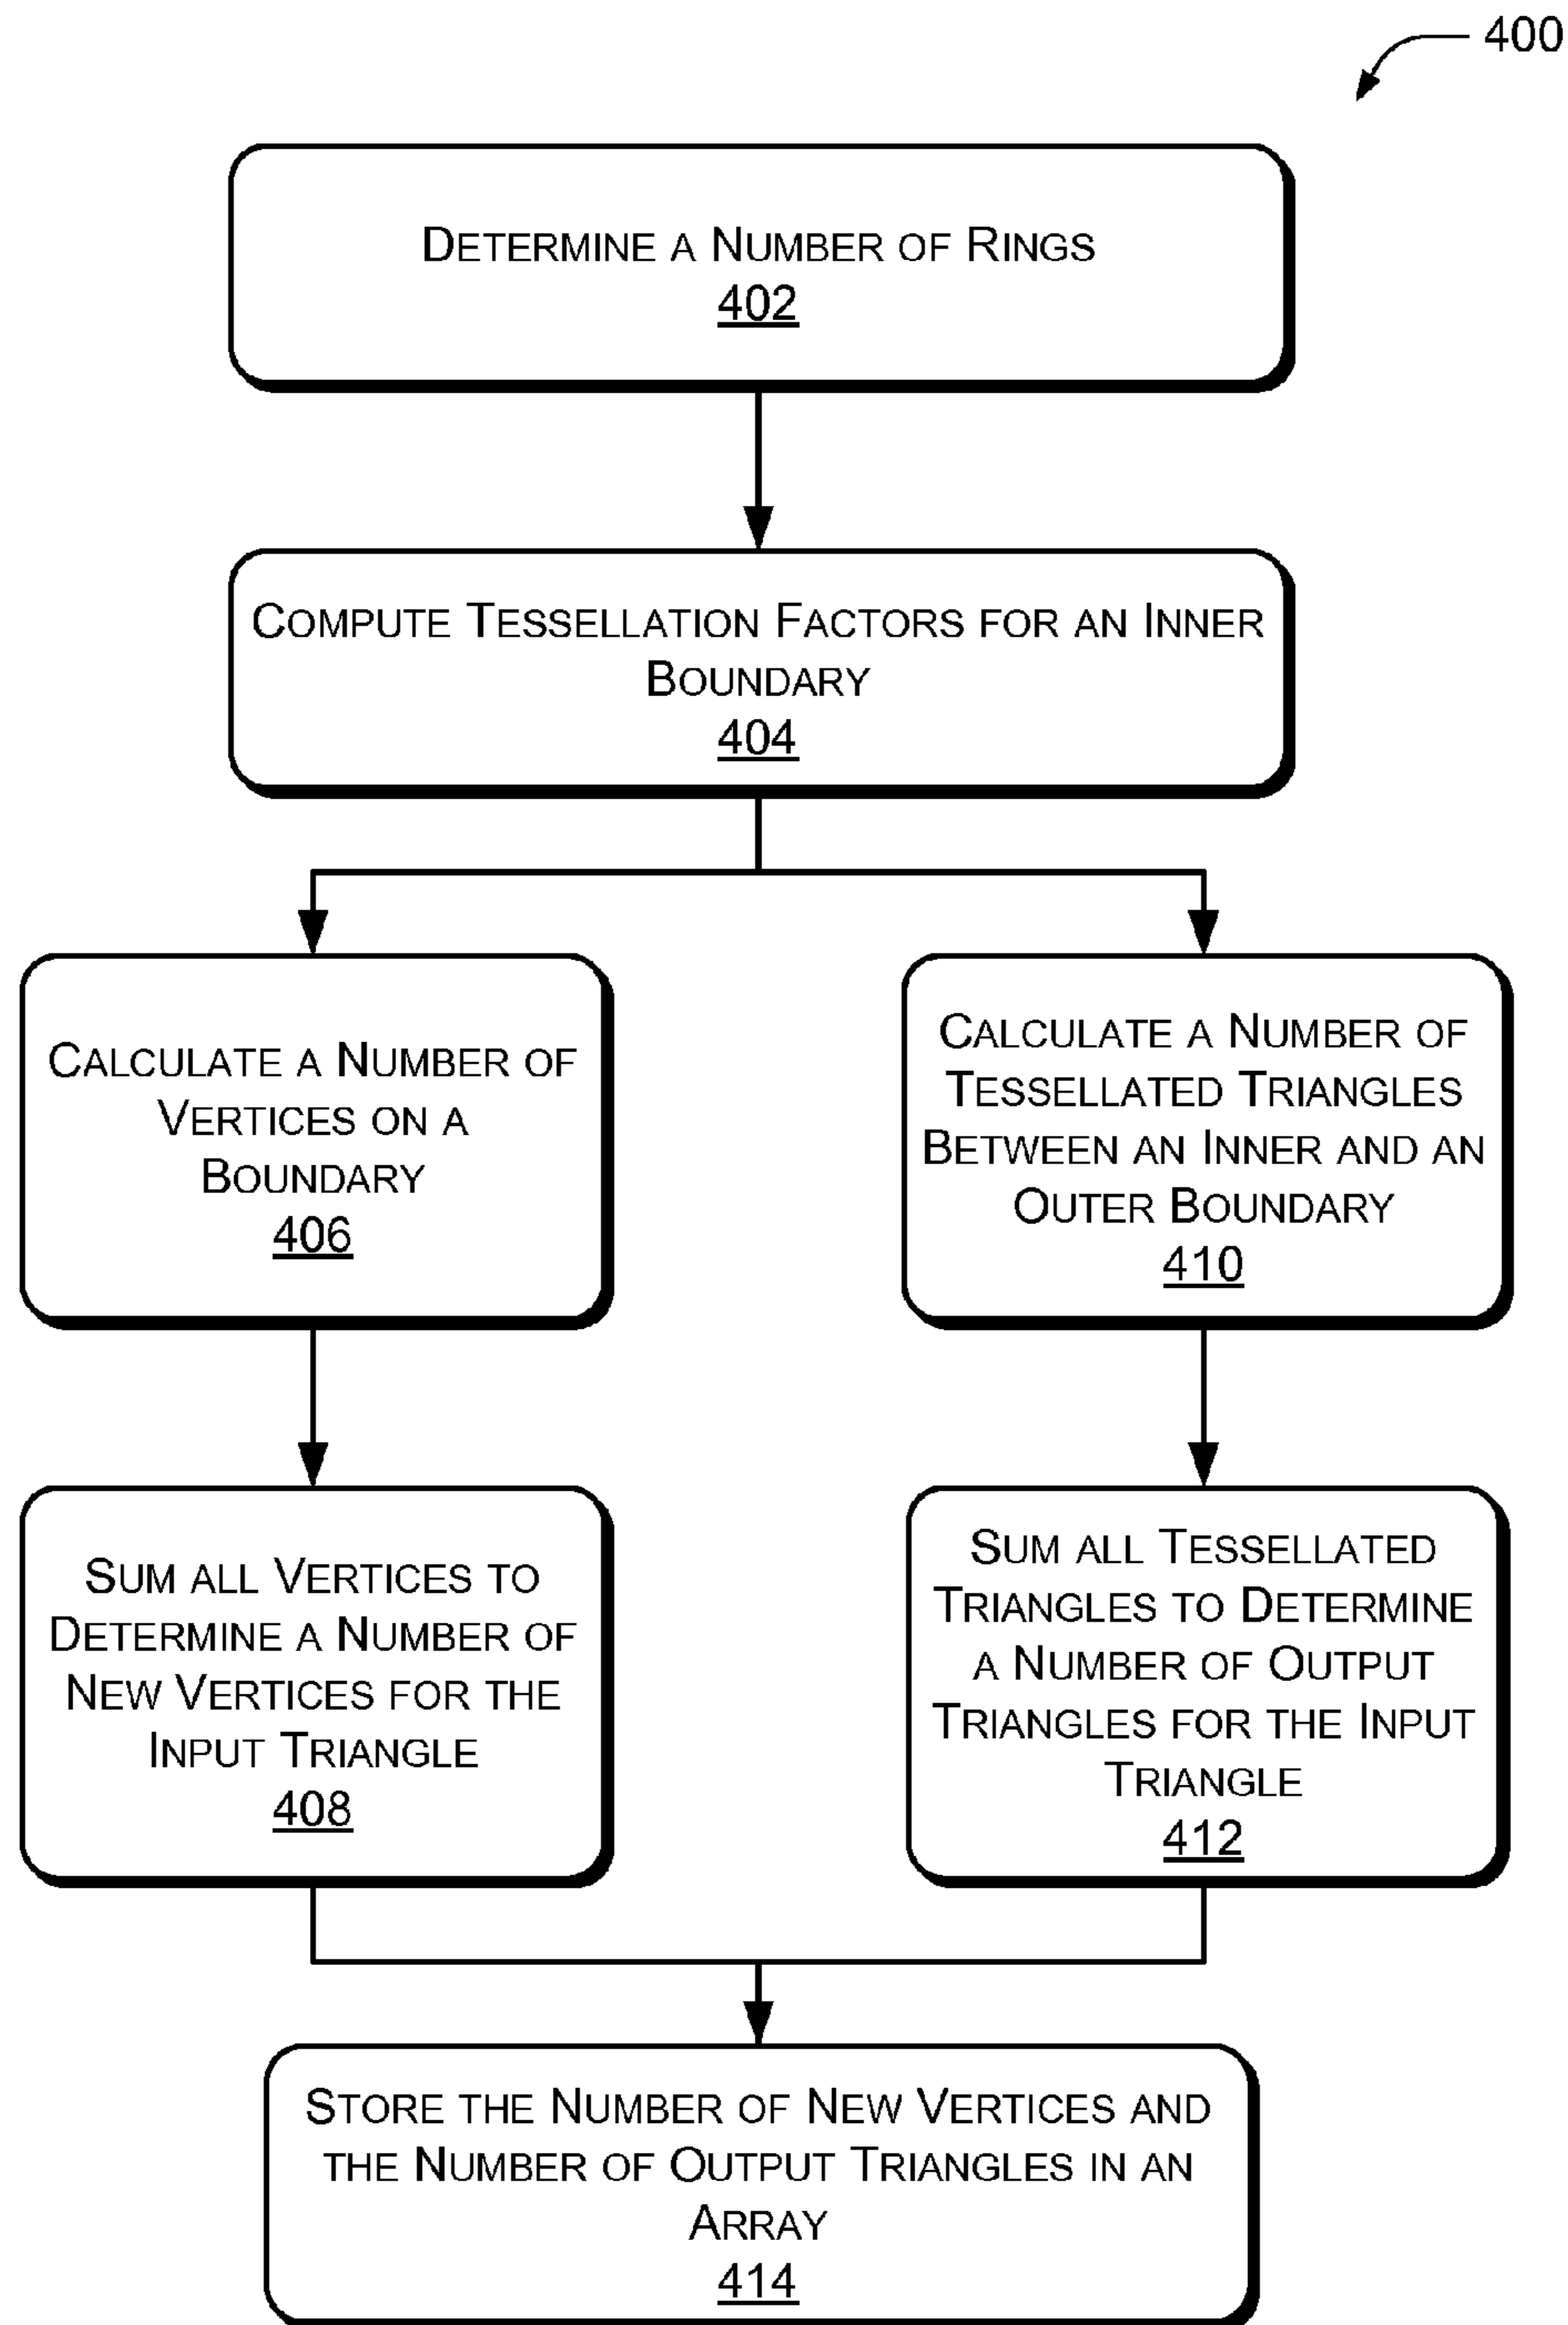 400
DETERMINE A NUMBER OF RINGS
402
COMPUTE TESSELLATION FACTORS FOR AN INNER
BOUNDARY
404
CALCULATE A NUMBER OF
VERTICES ON A
BOUNDARY
406
CALCULATE A NUMBER OF
TESSELLATED TRIANGLES
BETWEEN AN INNER AND AN
OUTER BOUNDARY
410
SUM ALL VERTICES TO
DETERMINE A NUMBER OF
NEW VERTICES FOR THE
INPUT TRIANGLE
408
SUM ALL TESSELLATED
TRIANGLES TO DETERMINE
A NUMBER OF OUTPUT
TRIANGLES FOR THE INPUT
TRIANGLE
412
STORE THE NUMBER OF NEW VERTICES AND
THE NUMBER OF OUTPUT TRIANGLES IN AN
ARRAY
414